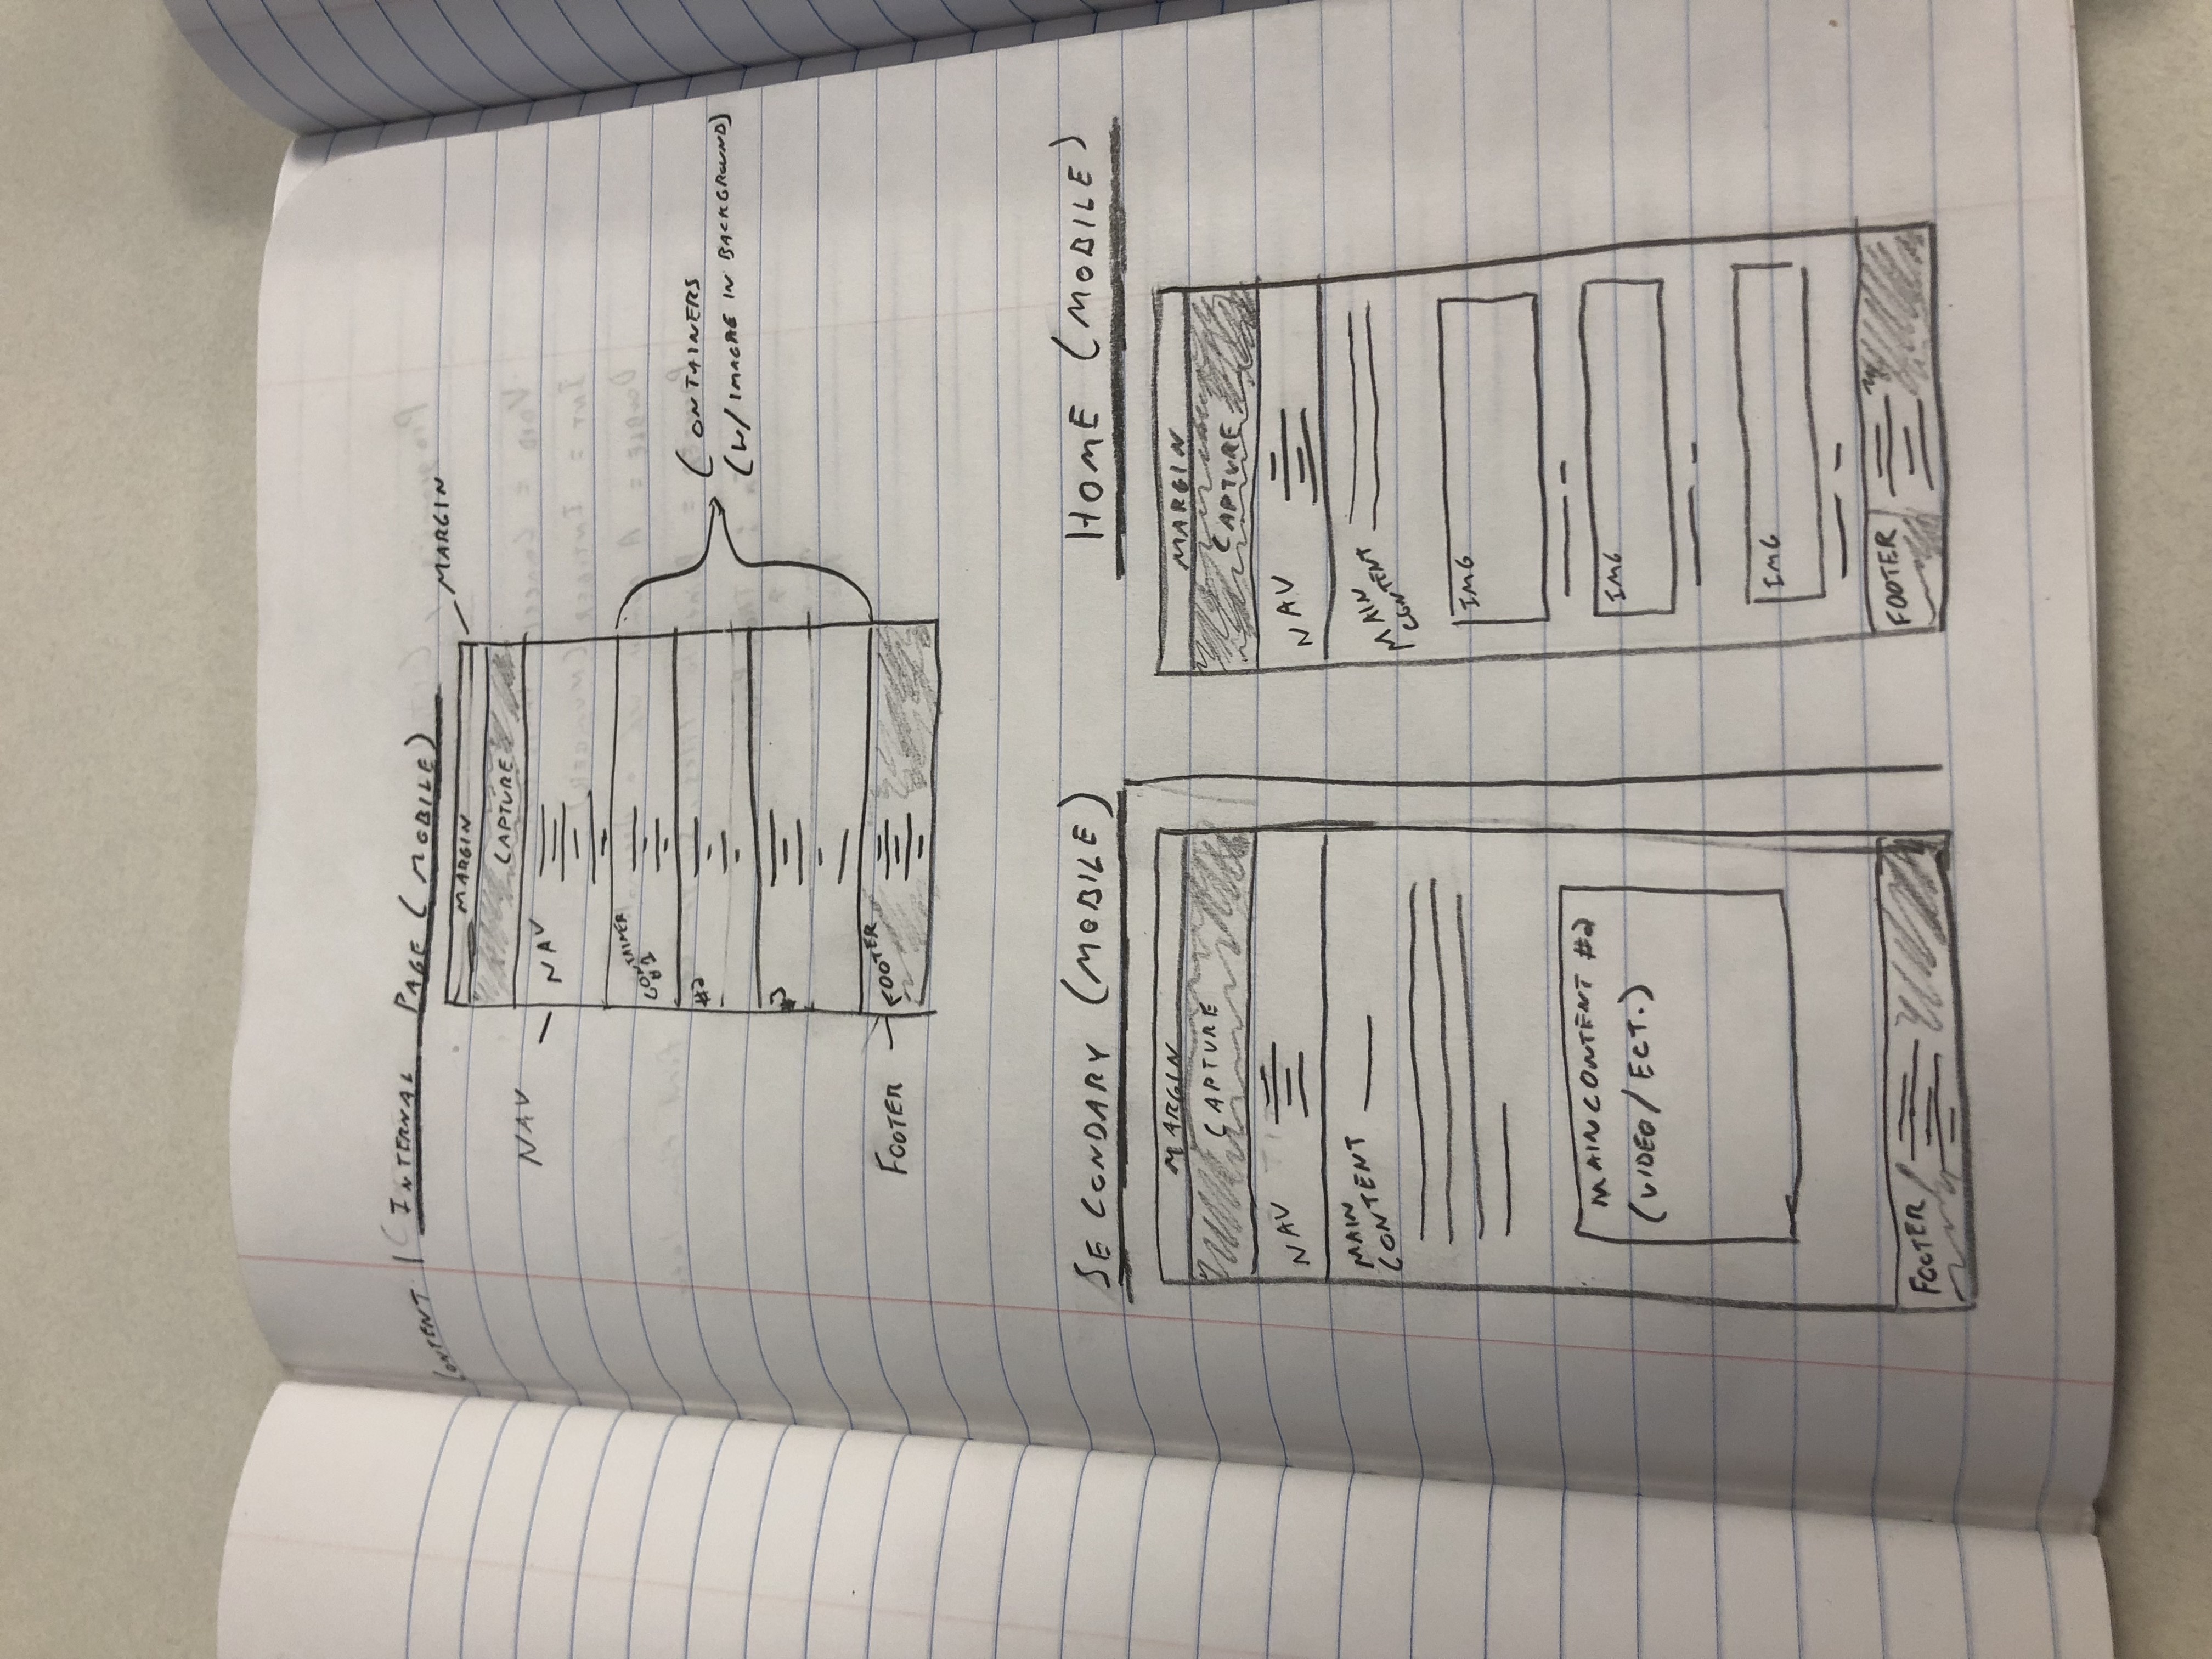 CONTENT / INTERNAL PAGE (MOBILE)
MARGIN
MARGIN
CAPTURE
NAV
NAV
CONTAINER
#1
#2
CONTAINERS
(W/IMAGAE IN BACKGROUND)
FOOTER
FOOTER
SECONDARY (MOBILE)
MARGIN
CAPTURE
NAV
MAIN
CONTENT
MAIN CONTENT #2
(VIDEO/ECT.)
FOOTER
HOME (MOBILE)
MARGIN
CAPTURE
NAV
MAIN
CONTENT
IMG
IMG
IMG
FOOTER